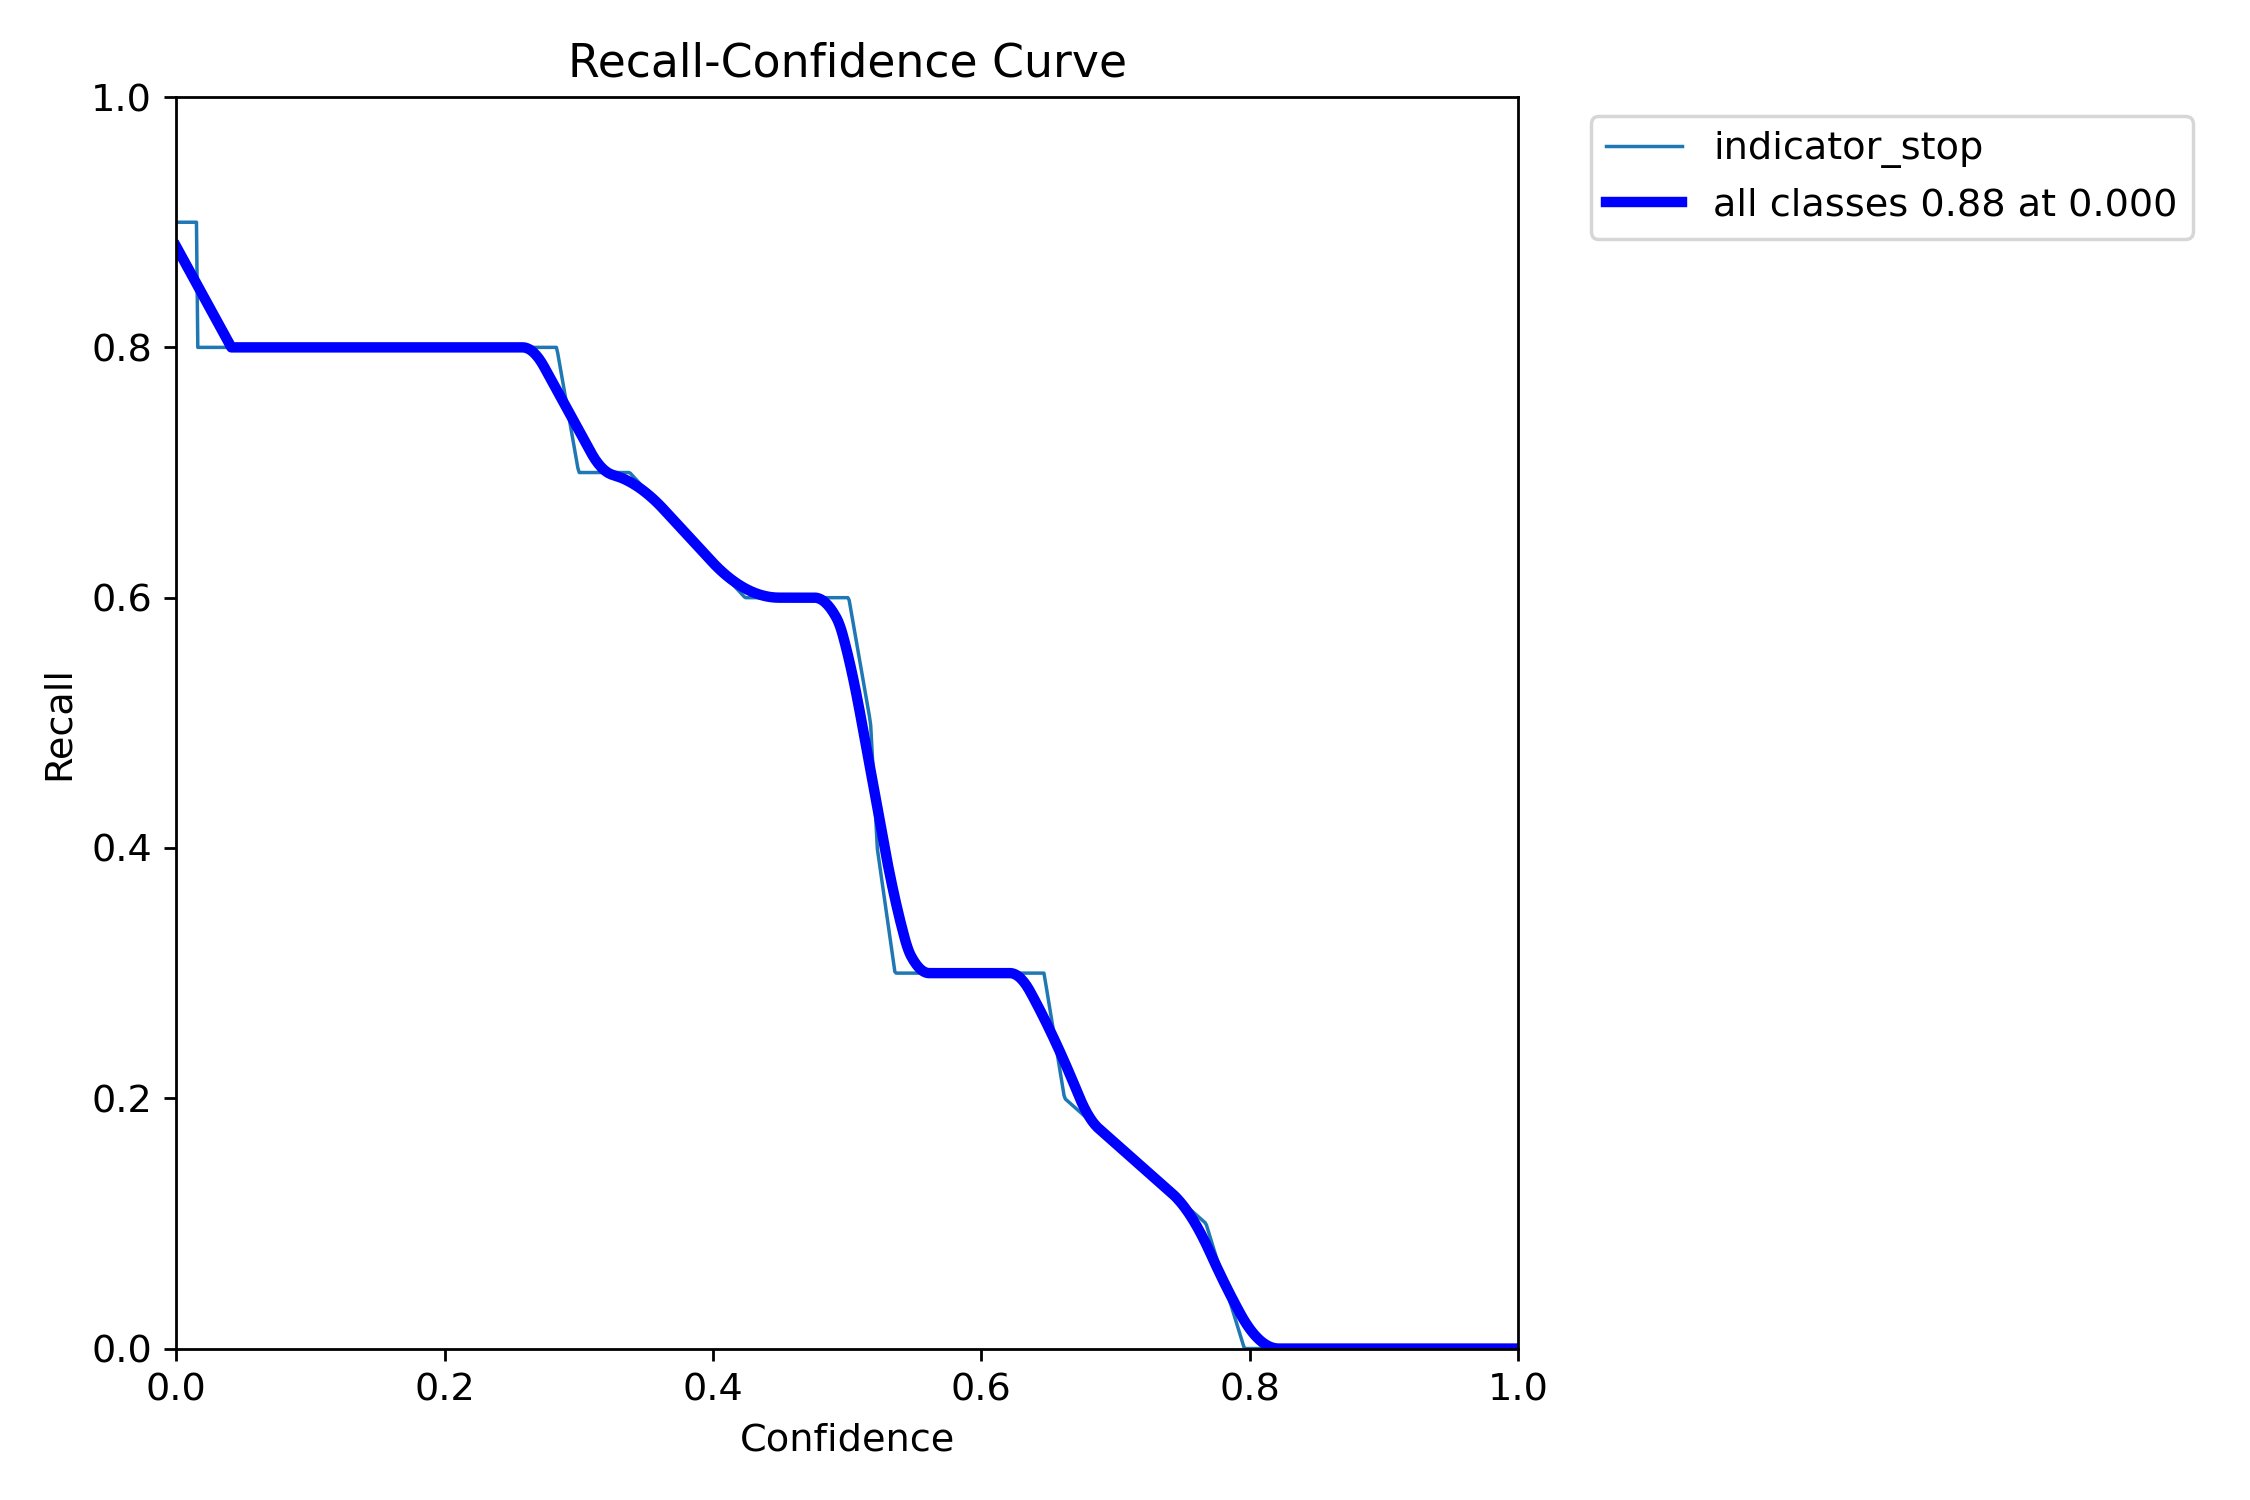 Recall-Confidence Curve
1.0
0.8
0.6
0.4
0.2
0.0
Recall
0.0 0.2 0.4 0.6 0.8 1.0
Confidence
indicator_stop
all classes 0.88 at 0.000